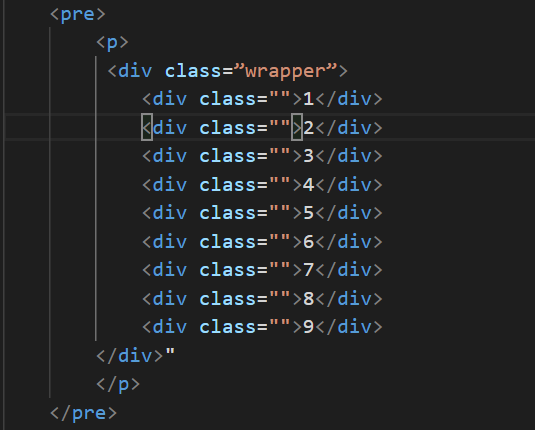 <pre>
<p>
<div class=”wrapper”>
<div class="">1</div>
<div class="">2</div>
<div class="">3</div>
<div class="">4</div>
<div class="">5</div>
<div class="">6</div>
<div class="">7</div>
<div class="">8</div>
<div class="">9</div>
</div>"
</p>
</pre>